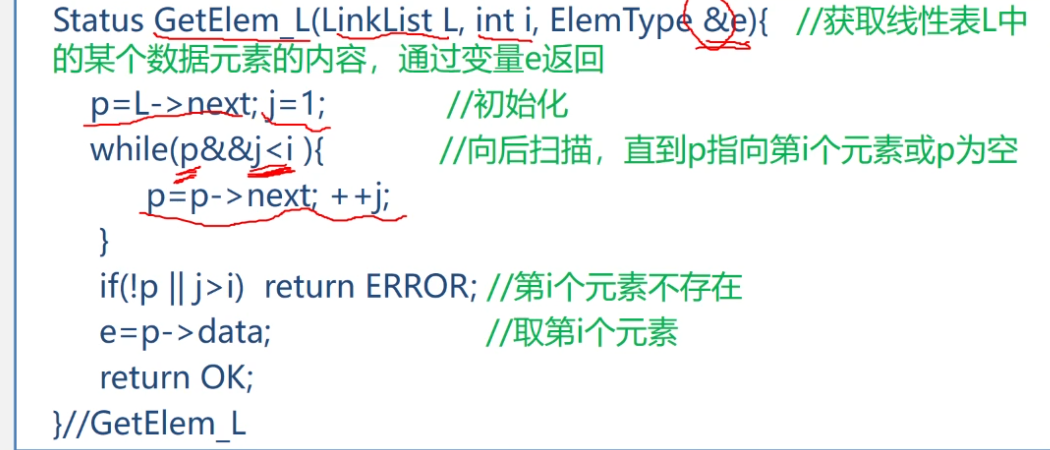 Status GetElem_L(LinkList L, int i, ElemType &e){ //获取线性表L中
的某个数据元素的内容，通过变量e返回
p=L->next; j=1; //初始化
while(p&&j<i ){ //向后扫描，直到p指向第i个元素或p为空
p=p->next; ++j;
}
if(!p || j>i) return ERROR; //第i个元素不存在
e=p->data; //取第i个元素
return OK;
}//GetElem_L